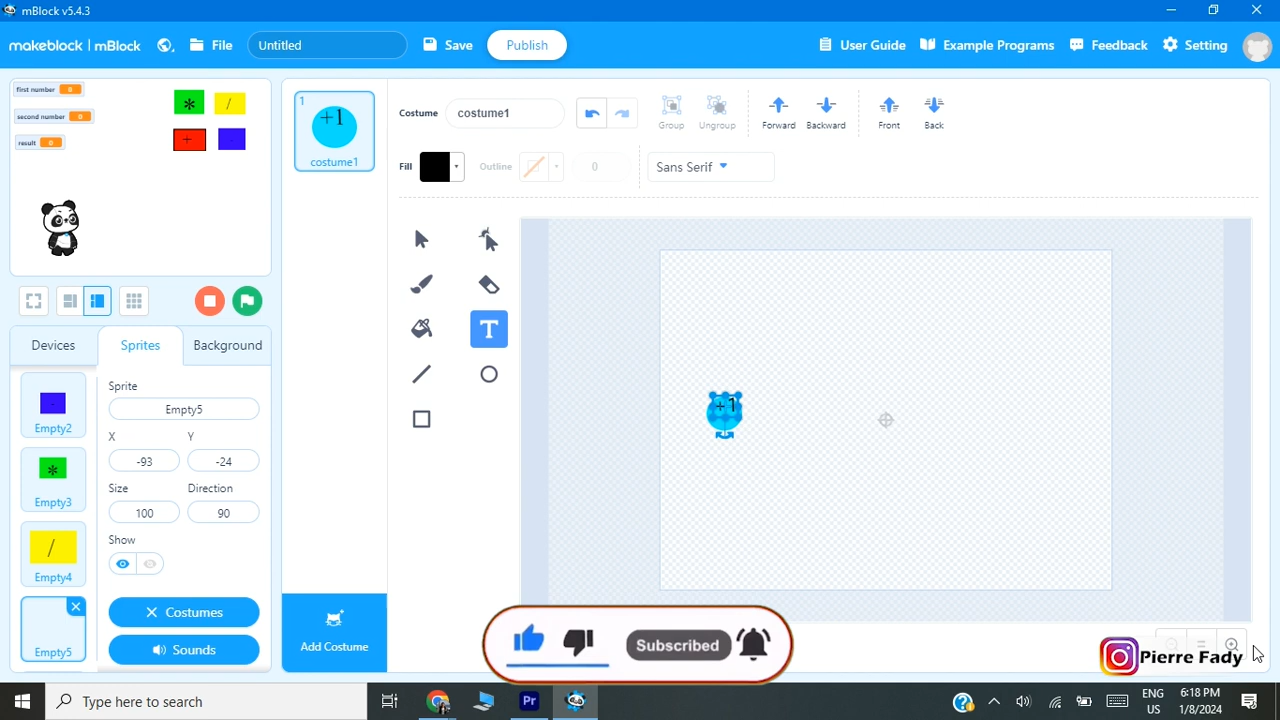 mBlock v5.4.3
makeblock | mBlock
File
Untitled
Save
Publish
User Guide
Example Programs
Feedback
Setting
first number 0
second number 0
result 0
*
/
+
-
1
+1
costume1
Costume
costume1
Group
Ungroup
Forward
Backward
Front
Back
Fill
Outline
0
Sans Serif
T
+1
Devices
Sprites
Background
Empty2
*
Empty3
/
Empty4
Empty5
Sprite
Empty5
X
Y
-93
-24
Size
Direction
100
90
Show
Costumes
Sounds
Add Costume
Subscribed
Pierre Fady
Type here to search
Pr
ENG
US
6:18 PM
1/8/2024